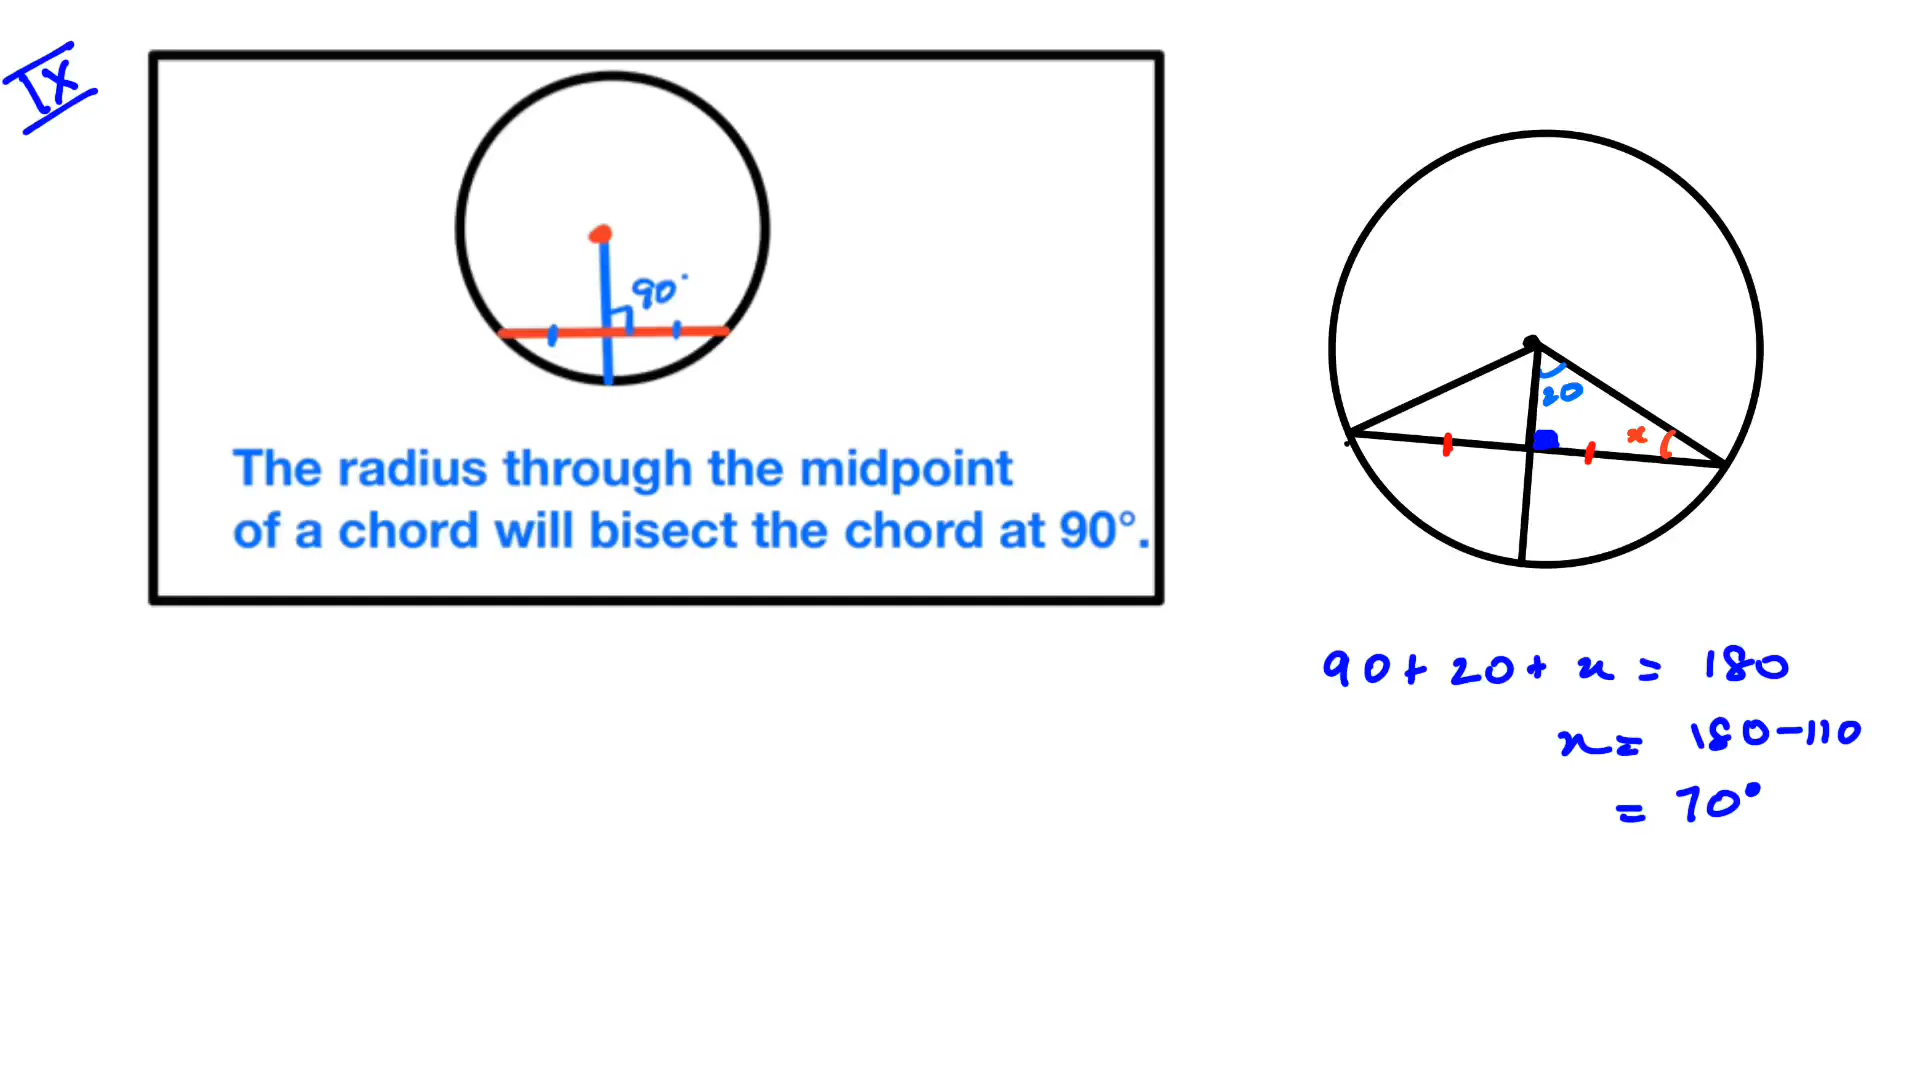 IX
90°
The radius through the midpoint
of a chord will bisect the chord at 90°.
20
x
90 + 20 + x = 180
x = 180 - 110
= 70°